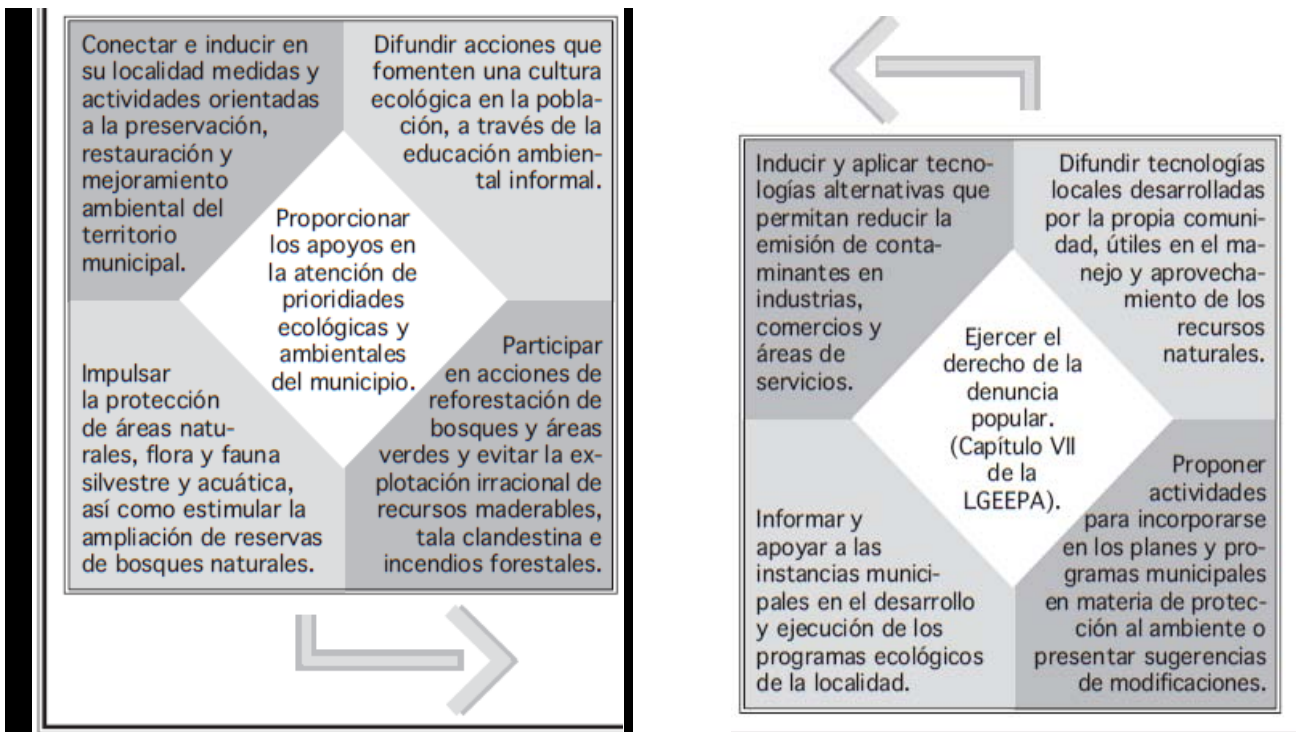 Conectar e inducir en
su localidad medidas y
actividades orientadas
a la preservación,
restauración y
mejoramiento
ambiental del
territorio
municipal.
Difundir acciones que
fomenten una cultura
ecológica en la pobla-
ción, a través de la
educación ambien-
tal informal.
Proporcionar
los apoyos en
la atención de
prioridiades
ecológicas y
ambientales
del municipio.
Impulsar
la protección
de áreas natu-
rales, flora y fauna
silvestre y acuática,
así como estimular la
ampliación de reservas
de bosques naturales.
Participar
en acciones de
reforestación de
bosques y áreas
verdes y evitar la ex-
plotación irracional de
recursos maderables,
tala clandestina e
incendios forestales.
Inducir y aplicar tecno-
logías alternativas que
permitan reducir la
emisión de conta-
minantes en
industrias,
comercios y
áreas de
servicios.
Difundir tecnologías
locales desarrolladas
por la propia comuni-
dad, útiles en el ma-
nejo y aprovecha-
miento de los
recursos
naturales.
Ejercer el
derecho de la
denuncia
popular.
(Capítulo VII
de la
LGEEPA).
Informar y
apoyar a las
instancias munici-
pales en el desarrollo
y ejecución de los
programas ecológicos
de la localidad.
Proponer
actividades
para incorporarse
en los planes y pro-
gramas municipales
en materia de protec-
ción al ambiente o
presentar sugerencias
de modificaciones.